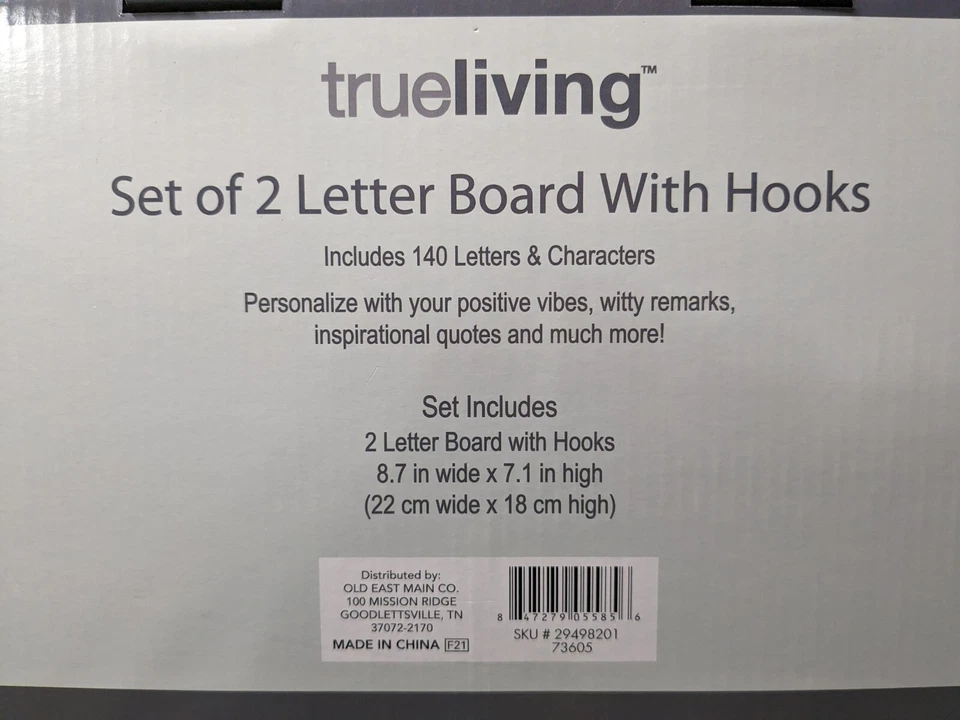 trueliving™
Set of 2 Letter Board With Hooks
Includes 140 Letters & Characters
Personalize with your positive vibes, witty remarks,
inspirational quotes and much more!
Set Includes
2 Letter Board with Hooks
8.7 in wide x 7.1 in high
(22 cm wide x 18 cm high)
Distributed by:
OLD EAST MAIN CO.
100 MISSION RIDGE
GOODLETTSVILLE, TN
37072-2170
MADE IN CHINA F21
8 47279 05585 6
SKU # 29498201
73605